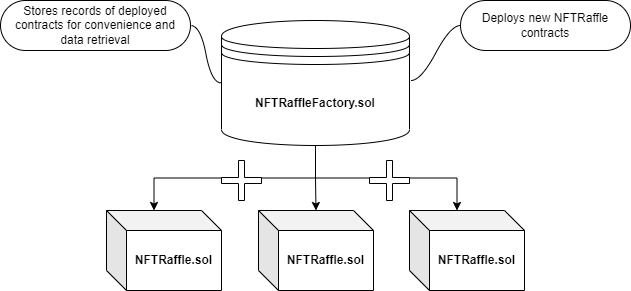 Stores records of deployed
contracts for convenience and
data retrieval
Deploys new NFTRaffle
contracts
NFTRaffleFactory.sol
NFTRaffle.sol
NFTRaffle.sol
NFTRaffle.sol